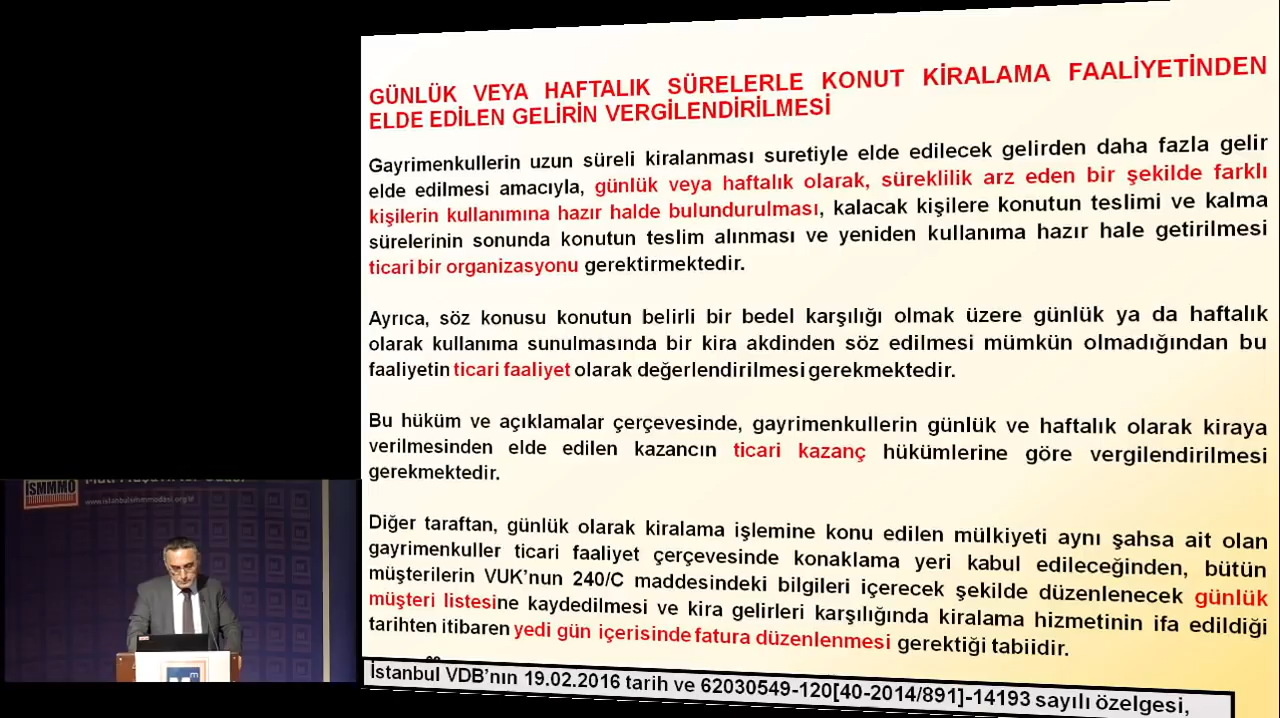 GÜNLÜK VEYA HAFTALIK SÜRELERLE KONUT KİRALAMA FAALİYETİNDEN
ELDE EDİLEN GELİRİN VERGİLENDİRİLMESİ
Gayrimenkullerin uzun süreli kiralanması suretiyle elde edilecek gelirden daha fazla gelir
elde edilmesi amacıyla, günlük veya haftalık olarak, süreklilik arz eden bir şekilde farklı
kişilerin kullanımına hazır halde bulundurulması, kalacak kişilere konutun teslimi ve kalma
sürelerinin sonunda konutun teslim alınması ve yeniden kullanıma hazır hale getirilmesi
ticari bir organizasyonu gerektirmektedir.
Ayrıca, söz konusu konutun belirli bir bedel karşılığı olmak üzere günlük ya da haftalık
olarak kullanıma sunulmasında bir kira akdinden söz edilmesi mümkün olmadığından bu
faaliyetin ticari faaliyet olarak değerlendirilmesi gerekmektedir.
Bu hüküm ve açıklamalar çerçevesinde, gayrimenkullerin günlük ve haftalık olarak kiraya
verilmesinden elde edilen kazancın ticari kazanç hükümlerine göre vergilendirilmesi
gerekmektedir.
Diğer taraftan, günlük olarak kiralama işlemine konu edilen mülkiyeti aynı şahsa ait olan
gayrimenkuller ticari faaliyet çerçevesinde konaklama yeri kabul edileceğinden, bütün
müşterilerin VUK'nun 240/C maddesindeki bilgileri içerecek şekilde düzenlenecek günlük
müşteri listesine kaydedilmesi ve kira gelirleri karşılığında kiralama hizmetinin ifa edildiği
tarihten itibaren yedi gün içerisinde fatura düzenlenmesi gerektiği tabiidir.
İstanbul VDB'nın 19.02.2016 tarih ve 62030549-120[40-2014/891]-14193 sayılı özelgesi,
İSMMMO